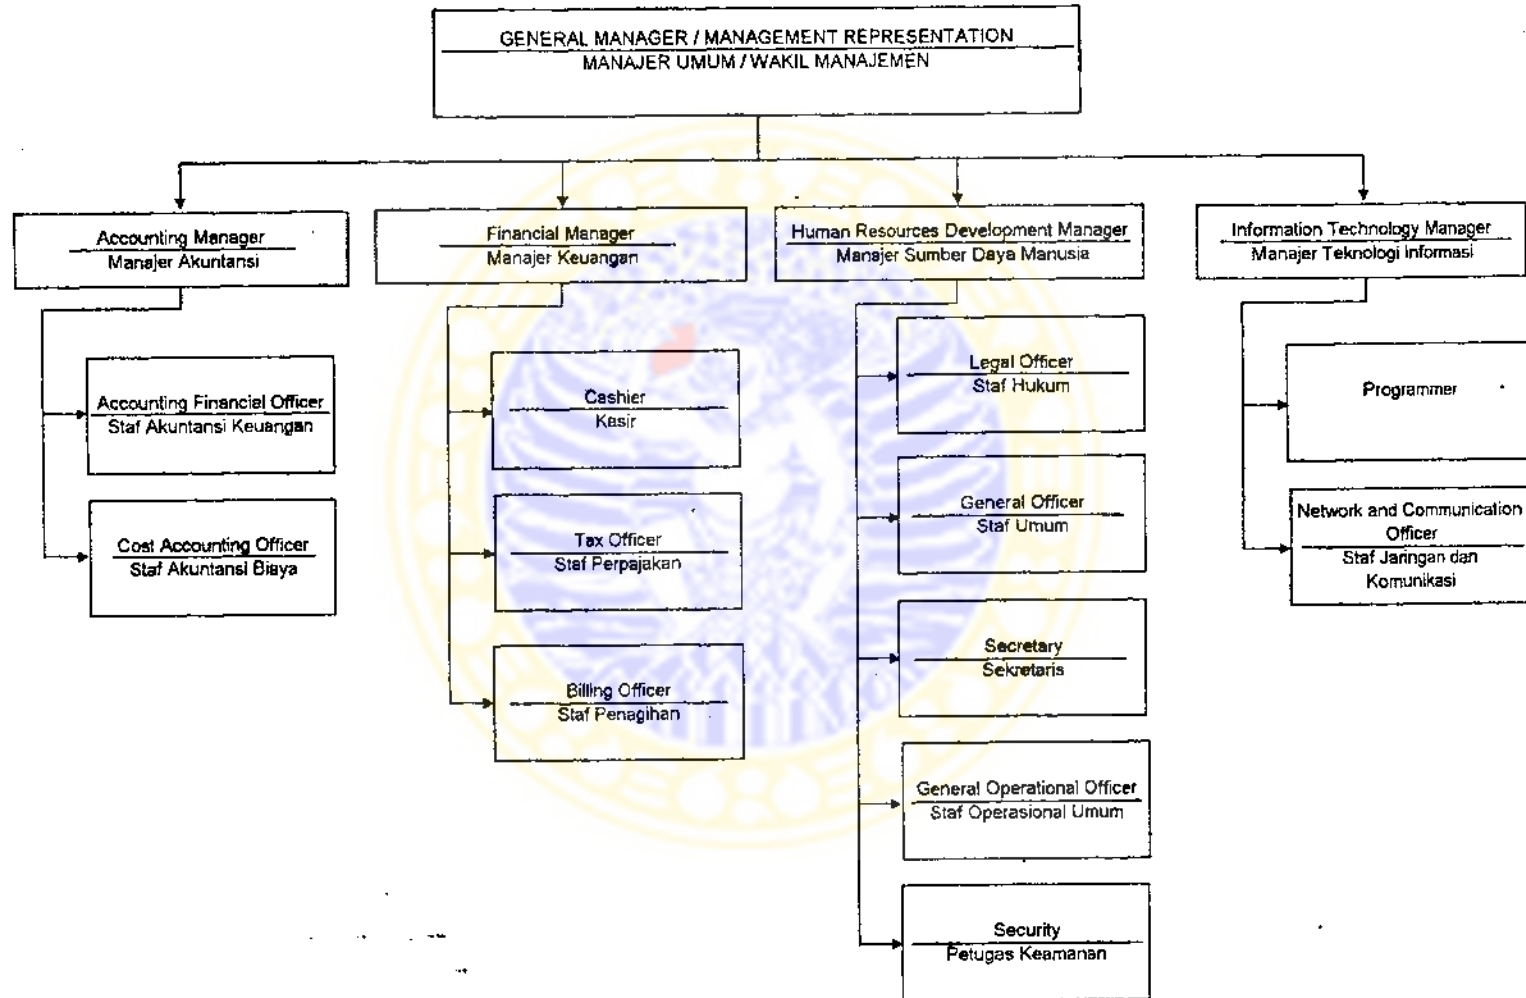 GENERAL MANAGER / MANAGEMENT REPRESENTATION
MANAJER UMUM / WAKIL MANAJEMEN
Accounting Manager
Manajer Akuntansi
Financial Manager
Manajer Keuangan
Human Resources Development Manager
Manajer Sumber Daya Manusia
Information Technology Manager
Manajer Teknologi Informasi
Accounting Financial Officer
Staf Akuntansi Keuangan
Cost Accounting Officer
Staf Akuntansi Biaya
Cashier
Kasir
Tax Officer
Staf Perpajakan
Billing Officer
Staf Penagihan
Legal Officer
Staf Hukum
General Officer
Staf Umum
Secretary
Sekretaris
General Operational Officer
Staf Operasional Umum
Security
Petugas Keamanan
Programmer
Network and Communication
Officer
Staf Jaringan dan
Komunikasi